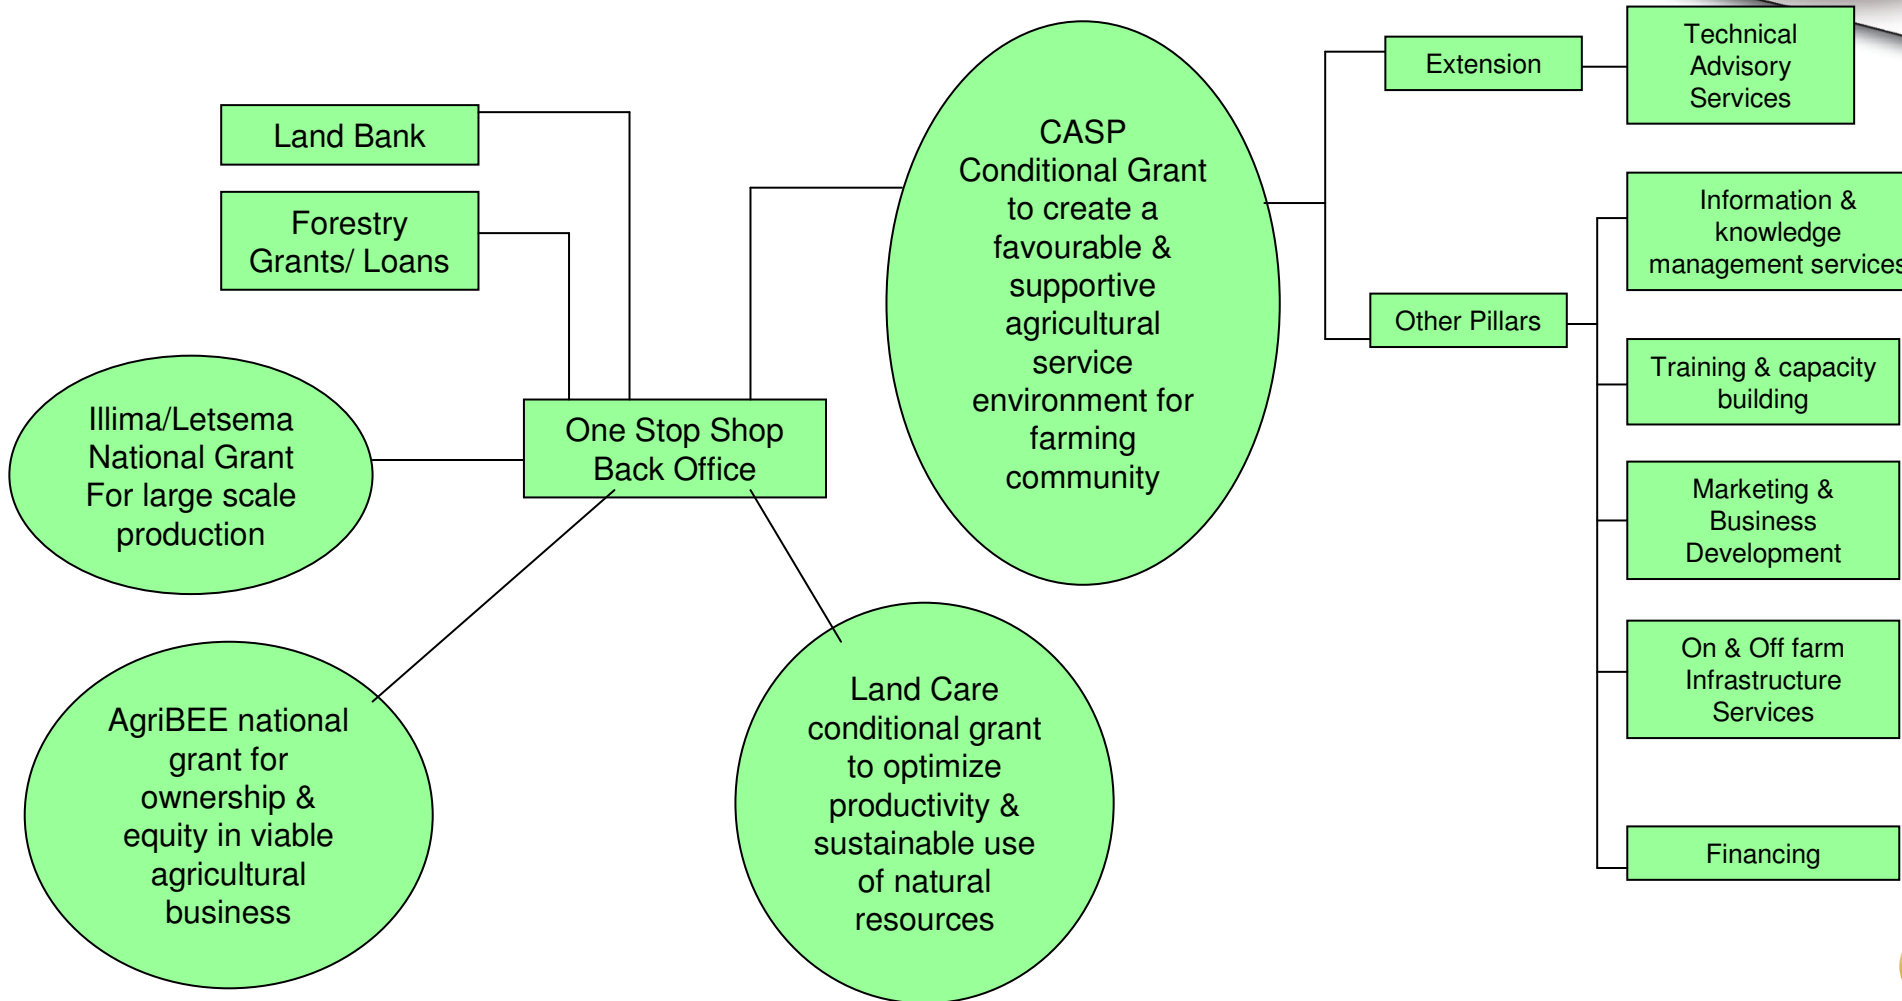 Land Bank
Forestry
Grants/ Loans
Illima/Letsema
National Grant
For large scale
production
One Stop Shop
Back Office
AgriBEE national
grant for
ownership &
equity in viable
agricultural
business
Land Care
conditional grant
to optimize
productivity &
sustainable use
of natural
resources
CASP
Conditional Grant
to create a
favourable &
supportive
agricultural
service
environment for
farming
community
Extension
Technical
Advisory
Services
Other Pillars
Information &
knowledge
management services
Training & capacity
building
Marketing &
Business
Development
On & Off farm
Infrastructure
Services
Financing